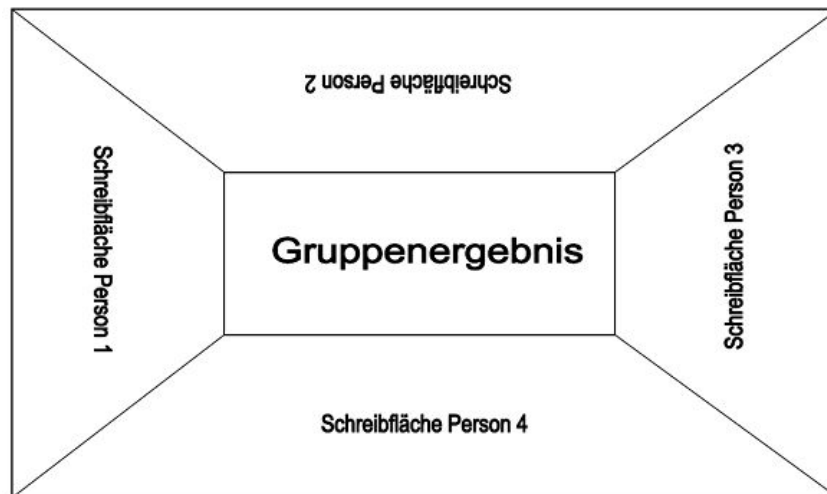 Schreibfläche Person 2
Schreibfläche Person 1
Gruppenergebnis
Schreibfläche Person 3
Schreibfläche Person 4